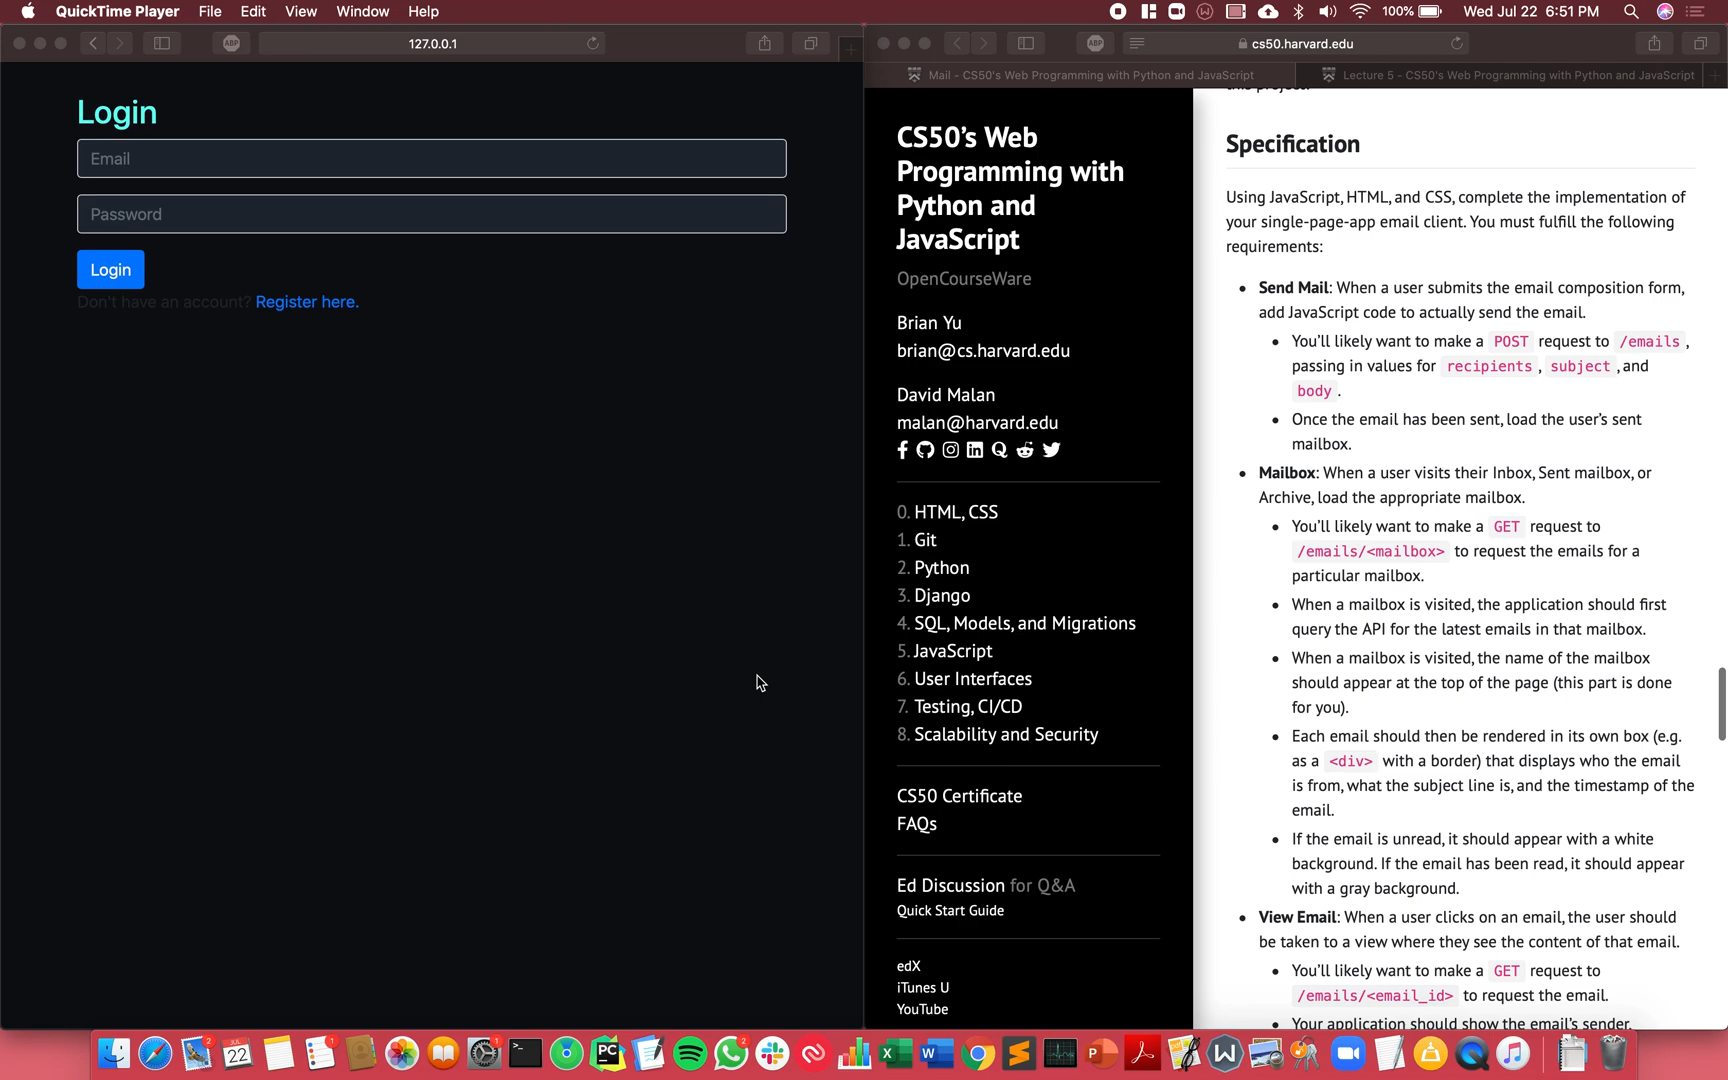 QuickTime Player File Edit View Window Help
100% Wed Jul 22 6:51 PM
ABP 127.0.0.1
Login
Email
Password
Login
Don't have an account? Register here.
ABP cs50.harvard.edu
Mail - CS50's Web Programming with Python and JavaScript
Lecture 5 - CS50's Web Programming with Python and JavaScript
CS50's Web
Programming with
Python and
JavaScript
OpenCourseWare
Brian Yu
brian@cs.harvard.edu
David Malan
malan@harvard.edu
0. HTML, CSS
1. Git
2. Python
3. Django
4. SQL, Models, and Migrations
5. JavaScript
6. User Interfaces
7. Testing, CI/CD
8. Scalability and Security
CS50 Certificate
FAQs
Ed Discussion for Q&A
Quick Start Guide
edX
iTunes U
YouTube
this project.
Specification
Using JavaScript, HTML, and CSS, complete the implementation of
your single-page-app email client. You must fulfill the following
requirements:
• Send Mail: When a user submits the email composition form,
add JavaScript code to actually send the email.
• You'll likely want to make a POST request to /emails ,
passing in values for recipients , subject , and
body .
• Once the email has been sent, load the user's sent
mailbox.
• Mailbox: When a user visits their Inbox, Sent mailbox, or
Archive, load the appropriate mailbox.
• You'll likely want to make a GET request to
/emails/<mailbox> to request the emails for a
particular mailbox.
• When a mailbox is visited, the application should first
query the API for the latest emails in that mailbox.
• When a mailbox is visited, the name of the mailbox
should appear at the top of the page (this part is done
for you).
• Each email should then be rendered in its own box (e.g.
as a <div> with a border) that displays who the email
is from, what the subject line is, and the timestamp of the
email.
• If the email is unread, it should appear with a white
background. If the email has been read, it should appear
with a gray background.
• View Email: When a user clicks on an email, the user should
be taken to a view where they see the content of that email.
• You'll likely want to make a GET request to
/emails/<email_id> to request the email.
• Your application should show the email's sender,
2 JUL 22 1 1 PC 2 X W P W